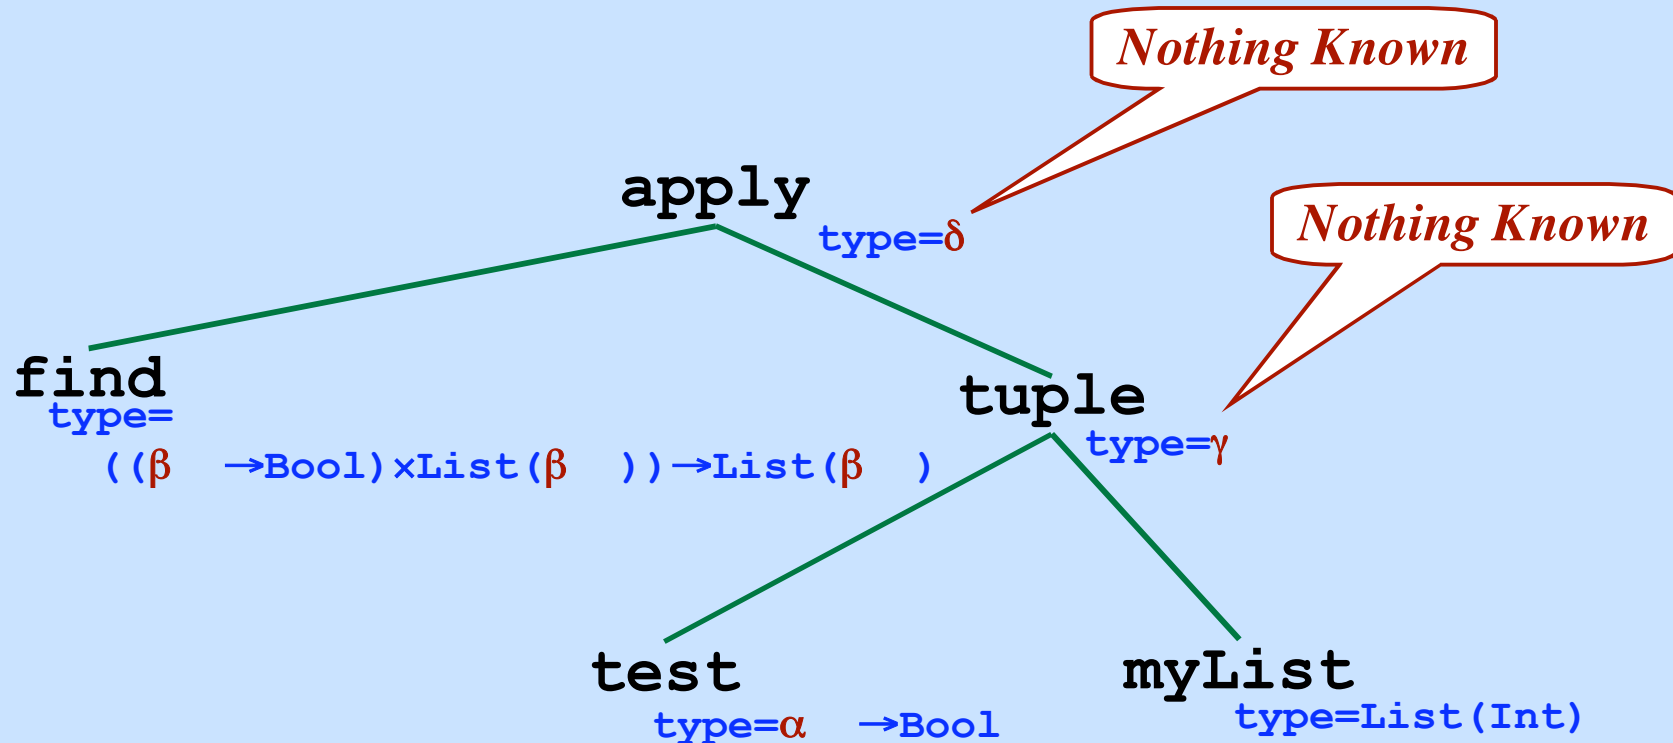 Nothing Known
apply
type=δ
Nothing Known
find
type=
((β →Bool)×List(β ))→List(β )
tuple
type=γ
test
type=α →Bool
myList
type=List(Int)